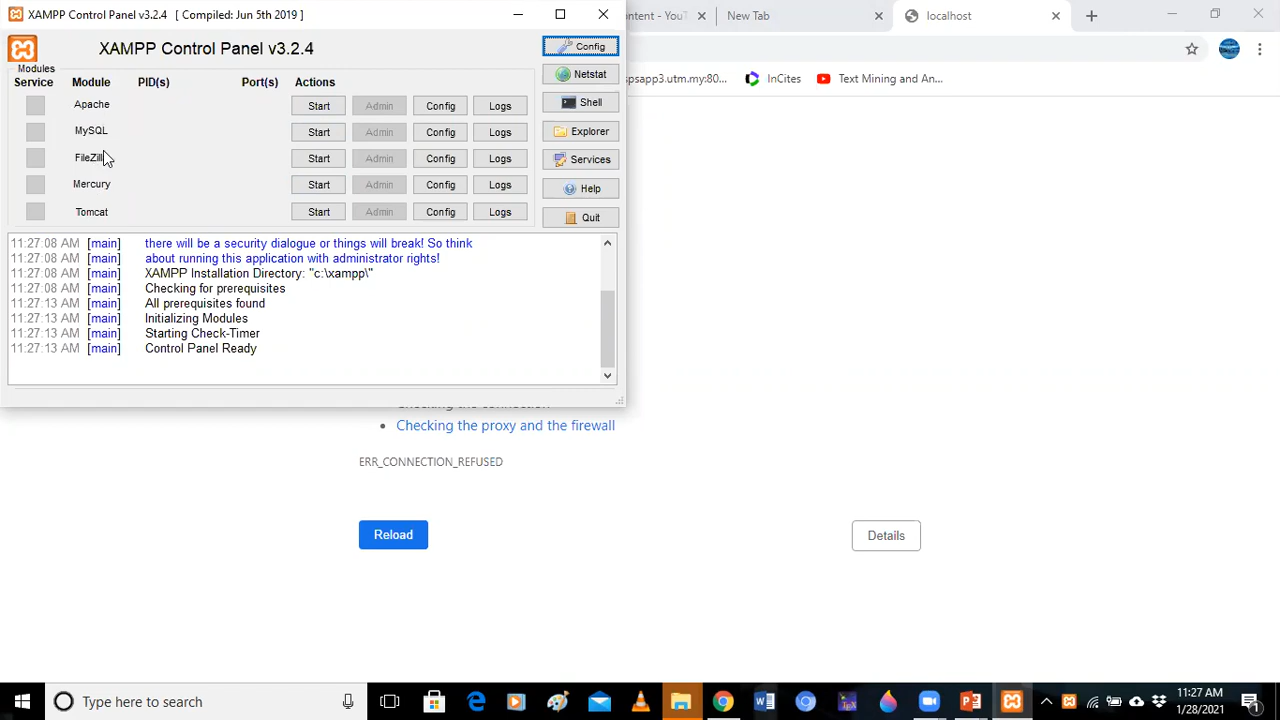 XAMPP Control Panel v3.2.4 [ Compiled: Jun 5th 2019 ]
ontent - YouT
New Tab
localhost
XAMPP Control Panel v3.2.4
Config
Modules
Service Module PID(s) Port(s) Actions
Netstat
spsapp3.utm.my:80...
InCites
Text Mining and An...
Apache Start Admin Config Logs
Shell
MySQL Start Admin Config Logs
Explorer
FileZill Start Admin Config Logs
Services
Mercury Start Admin Config Logs
Help
Tomcat Start Admin Config Logs
Quit
11:27:08 AM [main] there will be a security dialogue or things will break! So think
11:27:08 AM [main] about running this application with administrator rights!
11:27:08 AM [main] XAMPP Installation Directory: "c:\xampp\"
11:27:08 AM [main] Checking for prerequisites
11:27:13 AM [main] All prerequisites found
11:27:13 AM [main] Initializing Modules
11:27:13 AM [main] Starting Check-Timer
11:27:13 AM [main] Control Panel Ready
Checking the connection
Checking the proxy and the firewall
ERR_CONNECTION_REFUSED
Reload
Details
Type here to search
11:27 AM
1/28/2021